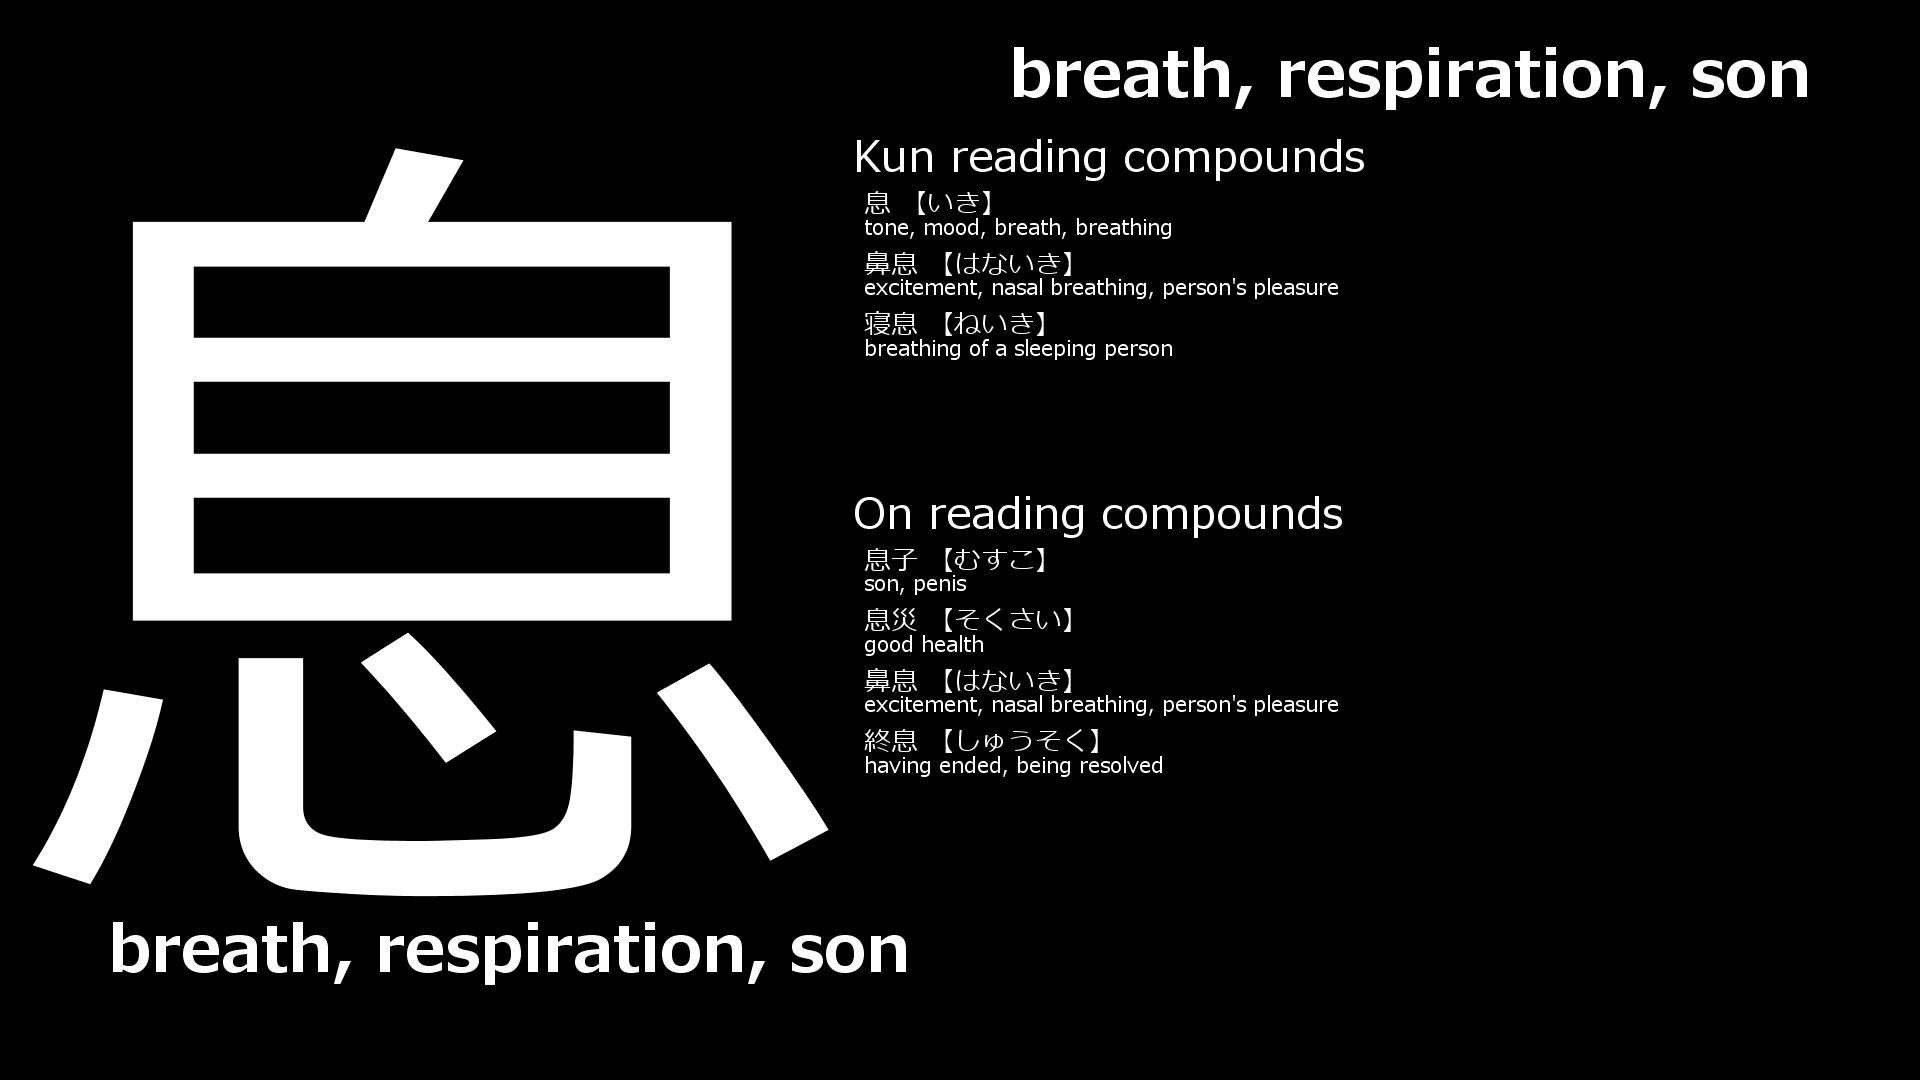 breath, respiration, son
息
breath, respiration, son
Kun reading compounds
息 【いき】
tone, mood, breath, breathing
鼻息 【はないき】
excitement, nasal breathing, person's pleasure
寝息 【ねいき】
breathing of a sleeping person
On reading compounds
息子 【むすこ】
son, penis
息災 【そくさい】
good health
鼻息 【はないき】
excitement, nasal breathing, person's pleasure
終息 【しゅうそく】
having ended, being resolved